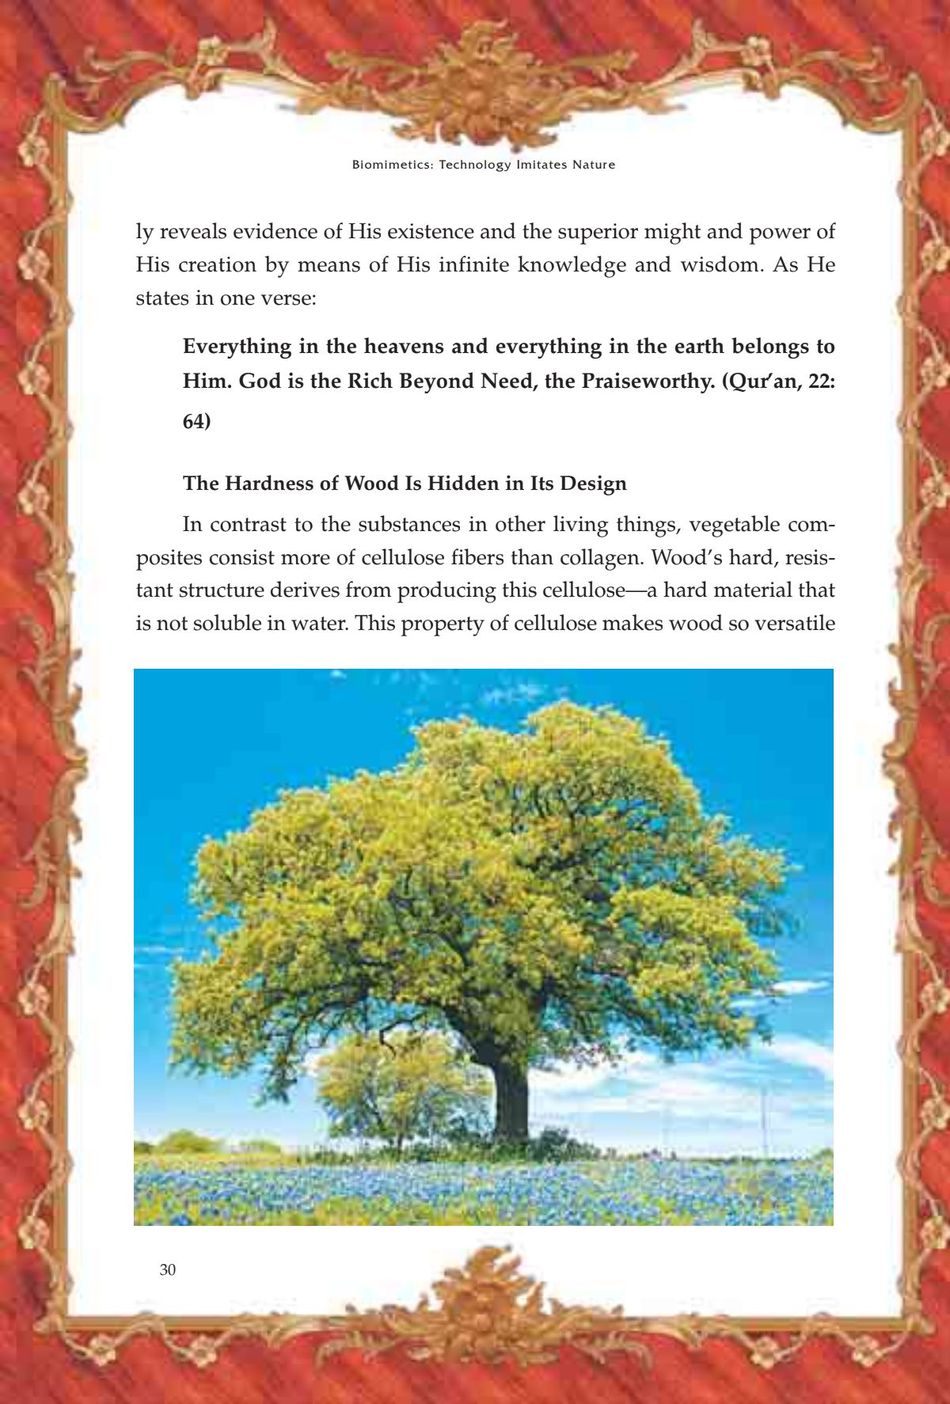 Biomimetics: Technology Imitates Nature
ly reveals evidence of His existence and the superior might and power of
His creation by means of His infinite knowledge and wisdom. As He
states in one verse:
Everything in the heavens and everything in the earth belongs to
Him. God is the Rich Beyond Need, the Praiseworthy. (Qur’an, 22:
64)
The Hardness of Wood Is Hidden in Its Design
In contrast to the substances in other living things, vegetable com-
posites consist more of cellulose fibers than collagen. Wood’s hard, resis-
tant structure derives from producing this cellulose—a hard material that
is not soluble in water. This property of cellulose makes wood so versatile
30